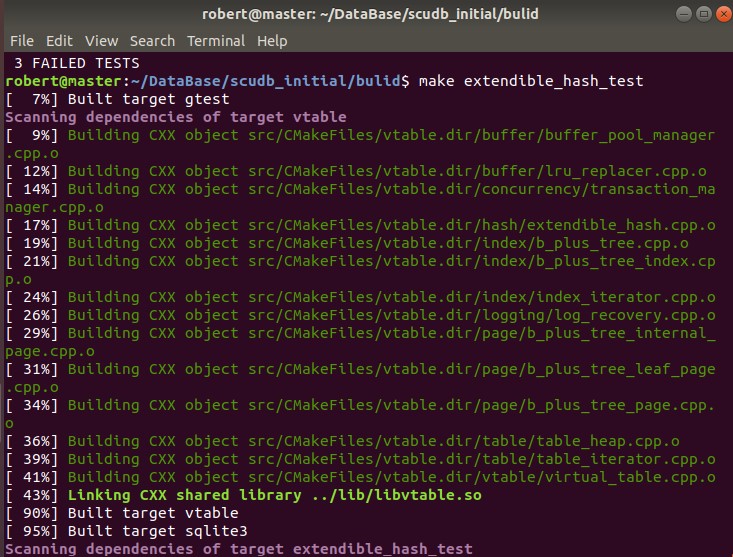 robert@master: ~/DataBase/scudb_initial/bulid
File Edit View Search Terminal Help
3 FAILED TESTS
robert@master:~/DataBase/scudb_initial/bulid$ make extendible_hash_test
[  7%] Built target gtest
Scanning dependencies of target vtable
[  9%] Building CXX object src/CMakeFiles/vtable.dir/buffer/buffer_pool_manager
.cpp.o
[ 12%] Building CXX object src/CMakeFiles/vtable.dir/buffer/lru_replacer.cpp.o
[ 14%] Building CXX object src/CMakeFiles/vtable.dir/concurrency/transaction_ma
nager.cpp.o
[ 17%] Building CXX object src/CMakeFiles/vtable.dir/hash/extendible_hash.cpp.o
[ 19%] Building CXX object src/CMakeFiles/vtable.dir/index/b_plus_tree.cpp.o
[ 21%] Building CXX object src/CMakeFiles/vtable.dir/index/b_plus_tree_index.cp
p.o
[ 24%] Building CXX object src/CMakeFiles/vtable.dir/index/index_iterator.cpp.o
[ 26%] Building CXX object src/CMakeFiles/vtable.dir/logging/log_recovery.cpp.o
[ 29%] Building CXX object src/CMakeFiles/vtable.dir/page/b_plus_tree_internal_
page.cpp.o
[ 31%] Building CXX object src/CMakeFiles/vtable.dir/page/b_plus_tree_leaf_page
.cpp.o
[ 34%] Building CXX object src/CMakeFiles/vtable.dir/page/b_plus_tree_page.cpp.
o
[ 36%] Building CXX object src/CMakeFiles/vtable.dir/table/table_heap.cpp.o
[ 39%] Building CXX object src/CMakeFiles/vtable.dir/table/table_iterator.cpp.o
[ 41%] Building CXX object src/CMakeFiles/vtable.dir/vtable/virtual_table.cpp.o
[ 43%] Linking CXX shared library ../lib/libvtable.so
[ 90%] Built target vtable
[ 95%] Built target sqlite3
Scanning dependencies of target extendible_hash_test